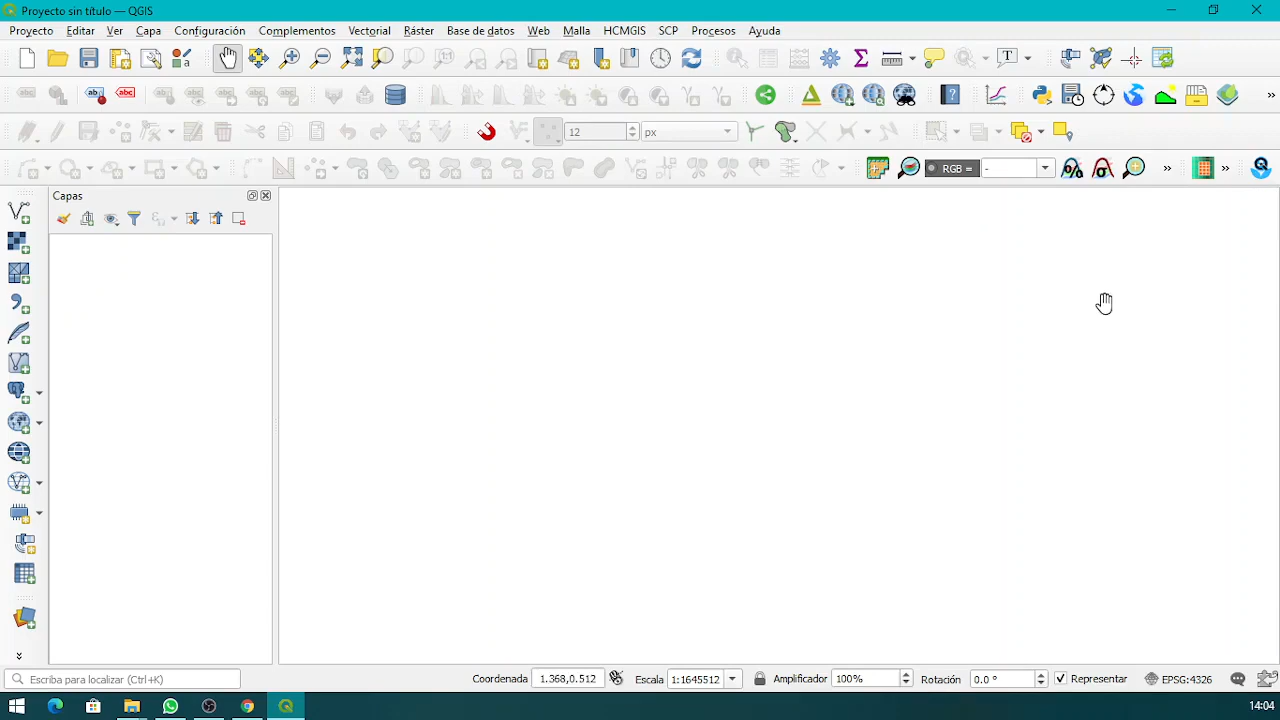 Proyecto sin título — QGIS
Proyecto Editar Ver Capa Configuración Complementos Vectorial Ráster Base de datos Web Malla HCMGIS SCP Procesos Ayuda
12 px
RGB = -
Capas
Escriba para localizar (Ctrl+K) Coordenada 1.368,0.512 Escala 1:1645512 Amplificador 100% Rotación 0.0 ° Representar EPSG:4326
14:04